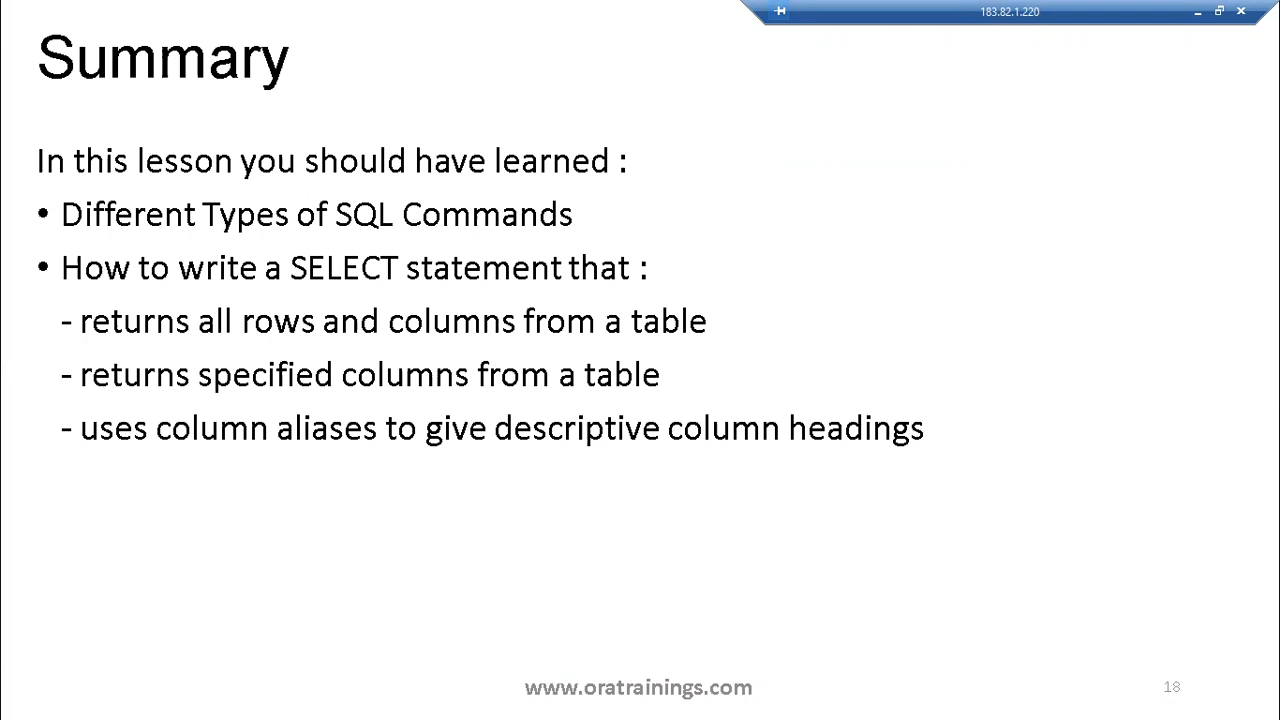 183.82.1.220
Summary
In this lesson you should have learned :
• Different Types of SQL Commands
• How to write a SELECT statement that :
- returns all rows and columns from a table
- returns specified columns from a table
- uses column aliases to give descriptive column headings
www.oratrainings.com
18